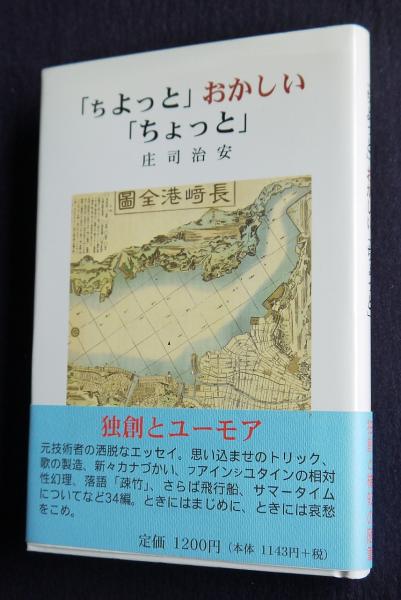 「ちよっと」おかしい
「ちょっと」
庄司治安
圖全港﨑長
独創とユーモア
元技術者の洒脱なエッセイ。思い込ませのトリック、
歌の製造、新々カナづかい、フアインシユタインの相対
性幻理、落語「疎竹」、さらば飛行船、サマータイム
についてなど34編。ときにはまじめに、ときには哀愁
をこめ。
定価 1200円（本体 1143円＋税）